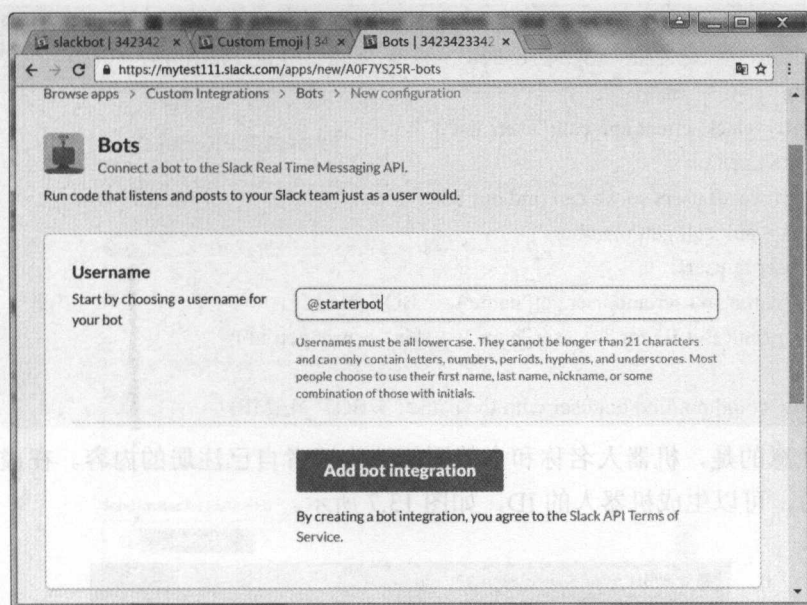 slackbot | 342342
Custom Emoji | 34
Bots | 3423423342
https://mytest111.slack.com/apps/new/A0F7YS25R-bots
Browse apps > Custom Integrations > Bots > New configuration
Bots
Connect a bot to the Slack Real Time Messaging API.
Run code that listens and posts to your Slack team just as a user would.
Username
Start by choosing a username for
your bot
@starterbot
Usernames must be all lowercase. They cannot be longer than 21 characters
and can only contain letters, numbers, periods, hyphens, and underscores. Most
people choose to use their first name, last name, nickname, or some
combination of those with initials.
Add bot integration
By creating a bot integration, you agree to the Slack API Terms of
Service.